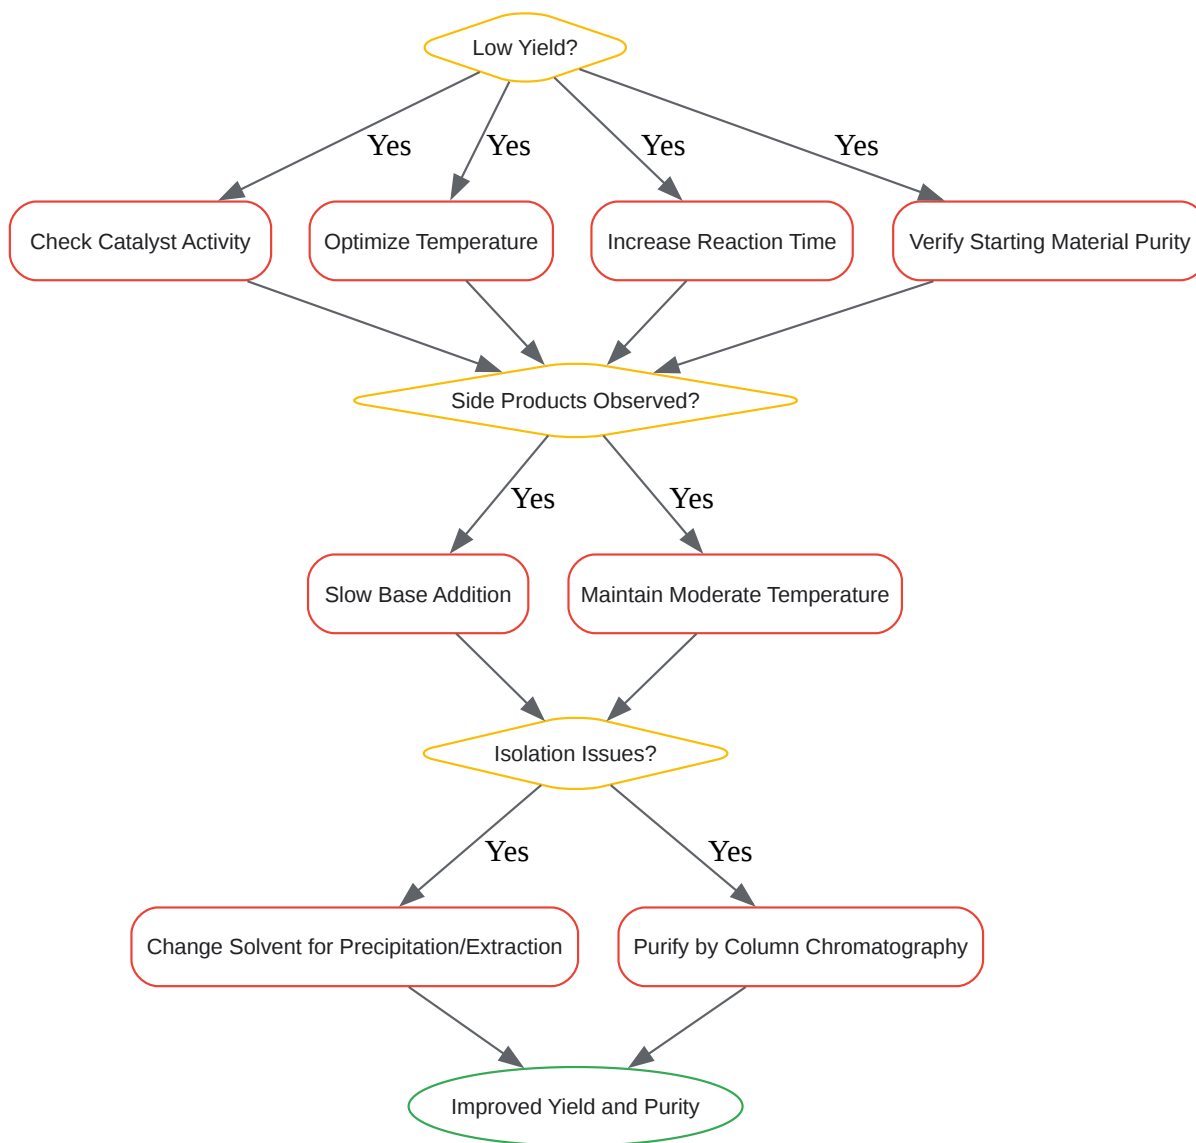 Low Yield?
Yes
Yes
Yes
Yes
Check Catalyst Activity
Optimize Temperature
Increase Reaction Time
Verify Starting Material Purity
Side Products Observed?
Yes
Yes
Slow Base Addition
Maintain Moderate Temperature
Isolation Issues?
Yes
Yes
Change Solvent for Precipitation/Extraction
Purify by Column Chromatography
Improved Yield and Purity